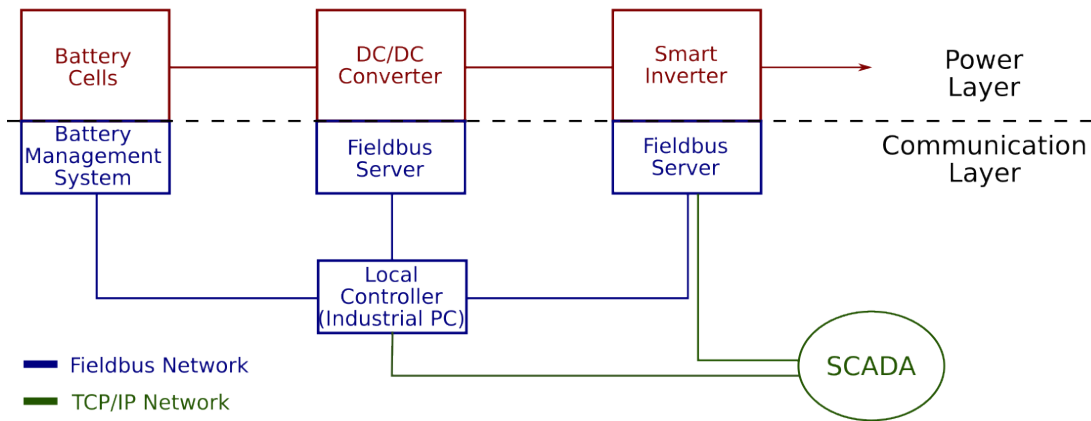 Battery
Cells
DC/DC
Converter
Smart
Inverter
Power
Layer
Battery
Management
System
Fieldbus
Server
Fieldbus
Server
Communication
Layer
Local
Controller
(Industrial PC)
SCADA
Fieldbus Network
TCP/IP Network